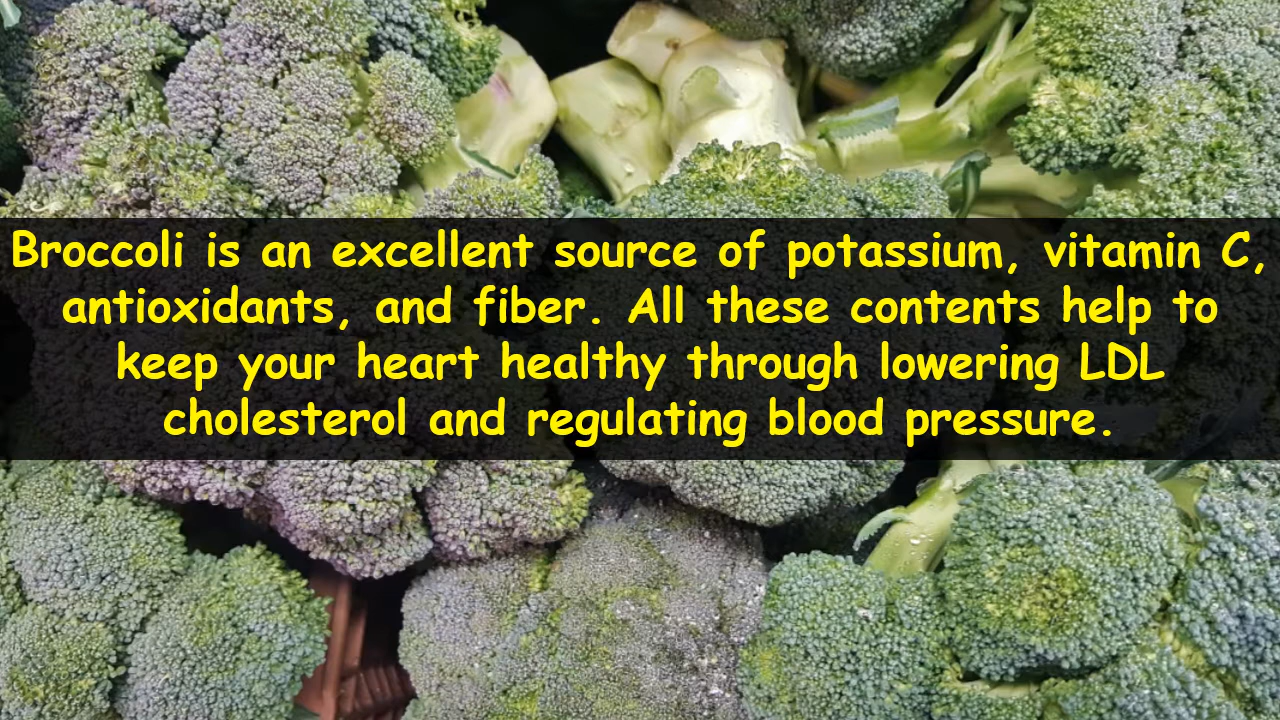 Broccoli is an excellent source of potassium, vitamin C,
antioxidants, and fiber. All these contents help to
keep your heart healthy through lowering LDL
cholesterol and regulating blood pressure.